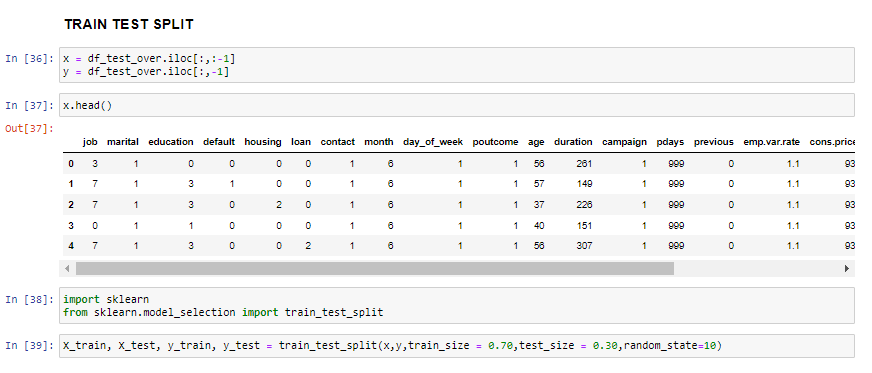 TRAIN TEST SPLIT
In [36]: x = df_test_over.iloc[:,:-1]
y = df_test_over.iloc[:,-1]
In [37]: x.head()
Out[37]:
job marital education default housing loan contact month day_of_week poutcome age duration campaign pdays previous emp.var.rate cons.price
0 3 1 0 0 0 0 1 6 1 1 56 261 1 999 0 1.1 93
1 7 1 3 1 0 0 1 6 1 1 57 149 1 999 0 1.1 93
2 7 1 3 0 2 0 1 6 1 1 37 226 1 999 0 1.1 93
3 0 1 1 0 0 0 1 6 1 1 40 151 1 999 0 1.1 93
4 7 1 3 0 0 2 1 6 1 1 56 307 1 999 0 1.1 93
In [38]: import sklearn
from sklearn.model_selection import train_test_split
In [39]: X_train, X_test, y_train, y_test = train_test_split(x,y,train_size = 0.70,test_size = 0.30,random_state=10)